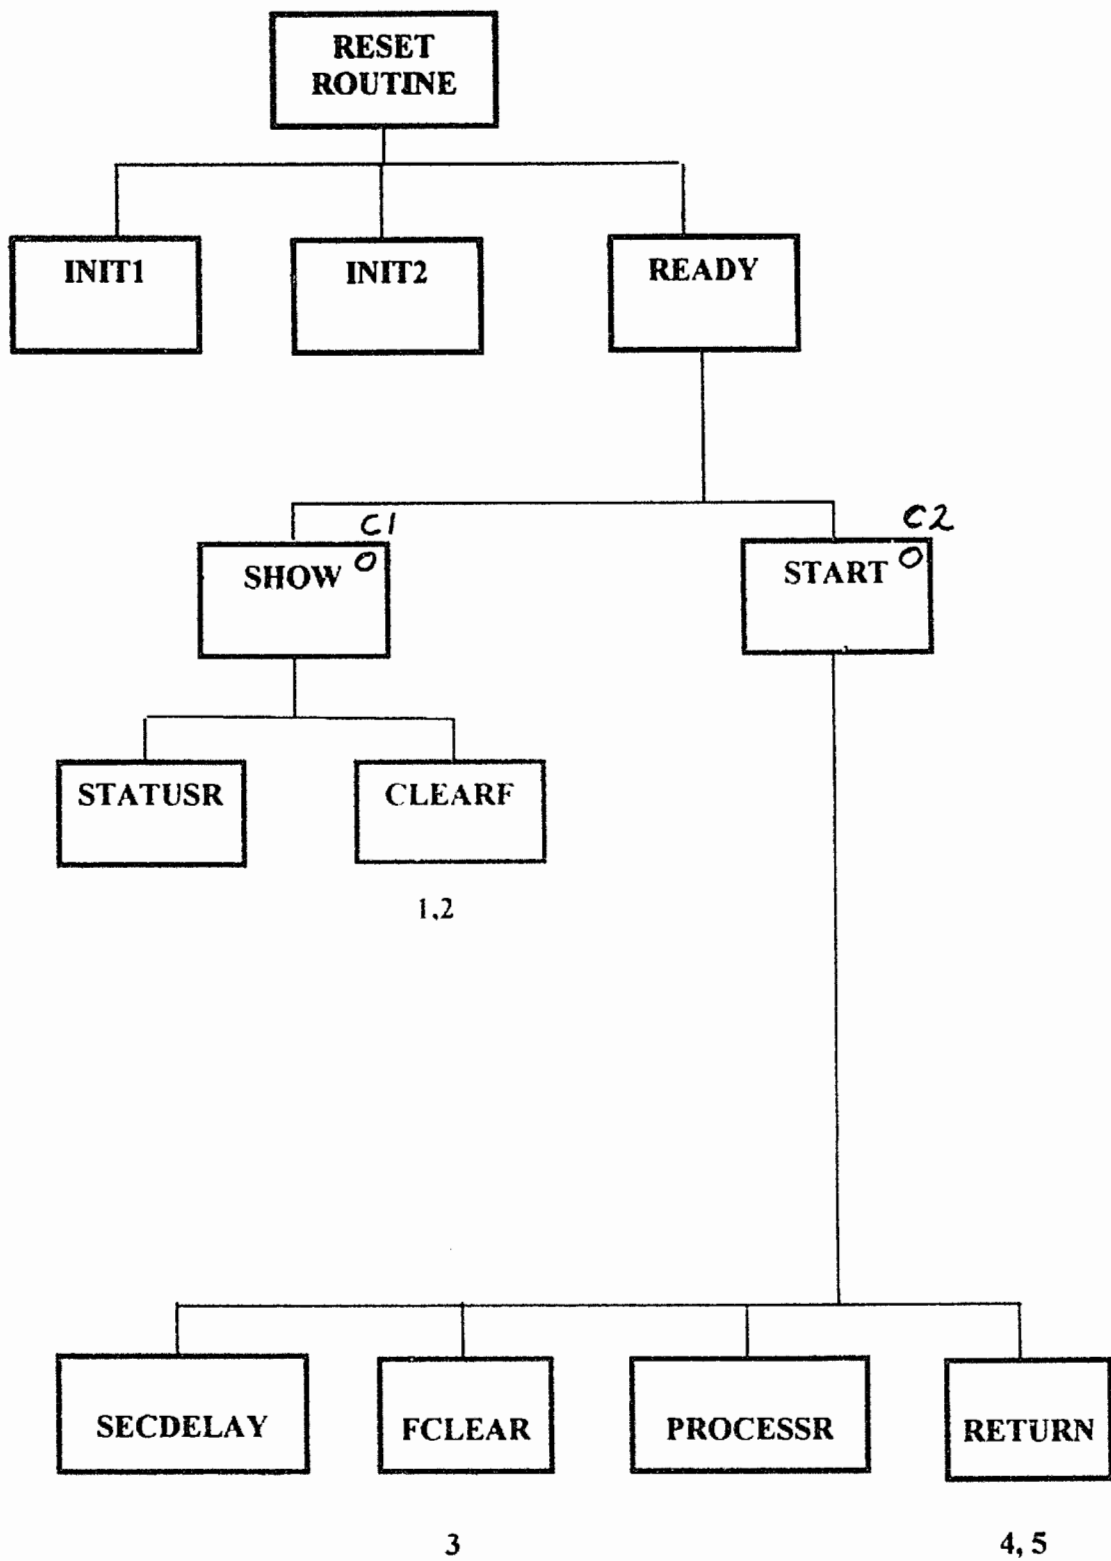 RESET
ROUTINE
INIT1
INIT2
READY
C1
C2
SHOW O
START O
STATUSR
CLEARF
1,2
SECDELAY
FCLEAR
PROCESSR
RETURN
3
4, 5